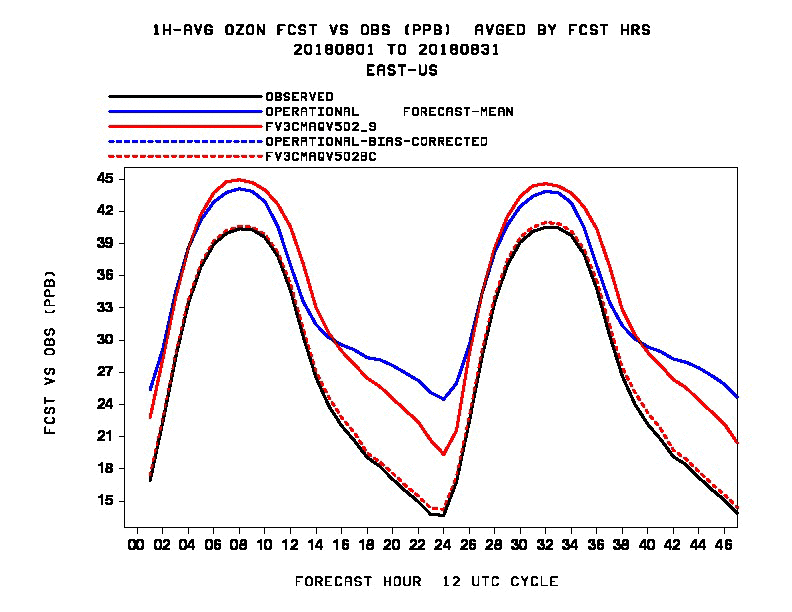 1H-AVG OZON FCST VS OBS (PPB)  AVGED BY FCST HRS
20180801 TO 20180831
EAST-US
OBSERVED
OPERATIONAL     FORECAST-MEAN
FV3CMAQV5D2_9
OPERATIONAL-BIAS-CORRECTED
FV3CMAQV5D2BC
45
42
39
36
33
30
27
24
21
18
15
FCST VS OBS (PPB)
00 02 04 06 08 10 12 14 16 18 20 22 24 26 28 30 32 34 36 38 40 42 44 46
FORECAST HOUR  12 UTC CYCLE